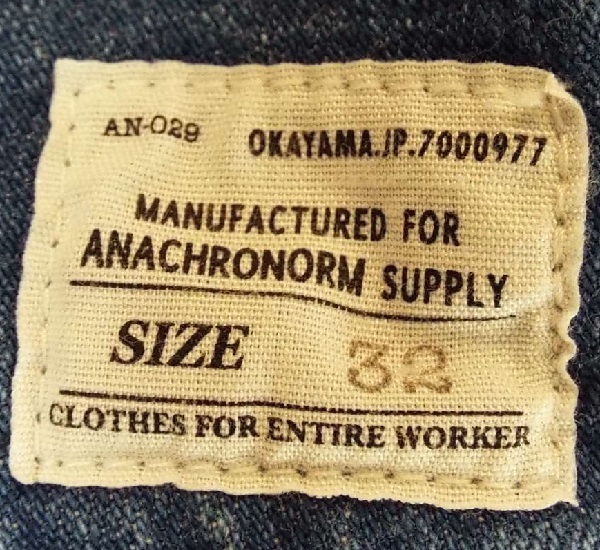 AN-029 OKAYAMA.JP.7000977
MANUFACTURED FOR
ANACHRONORM SUPPLY
SIZE 32
CLOTHES FOR ENTIRE WORKER